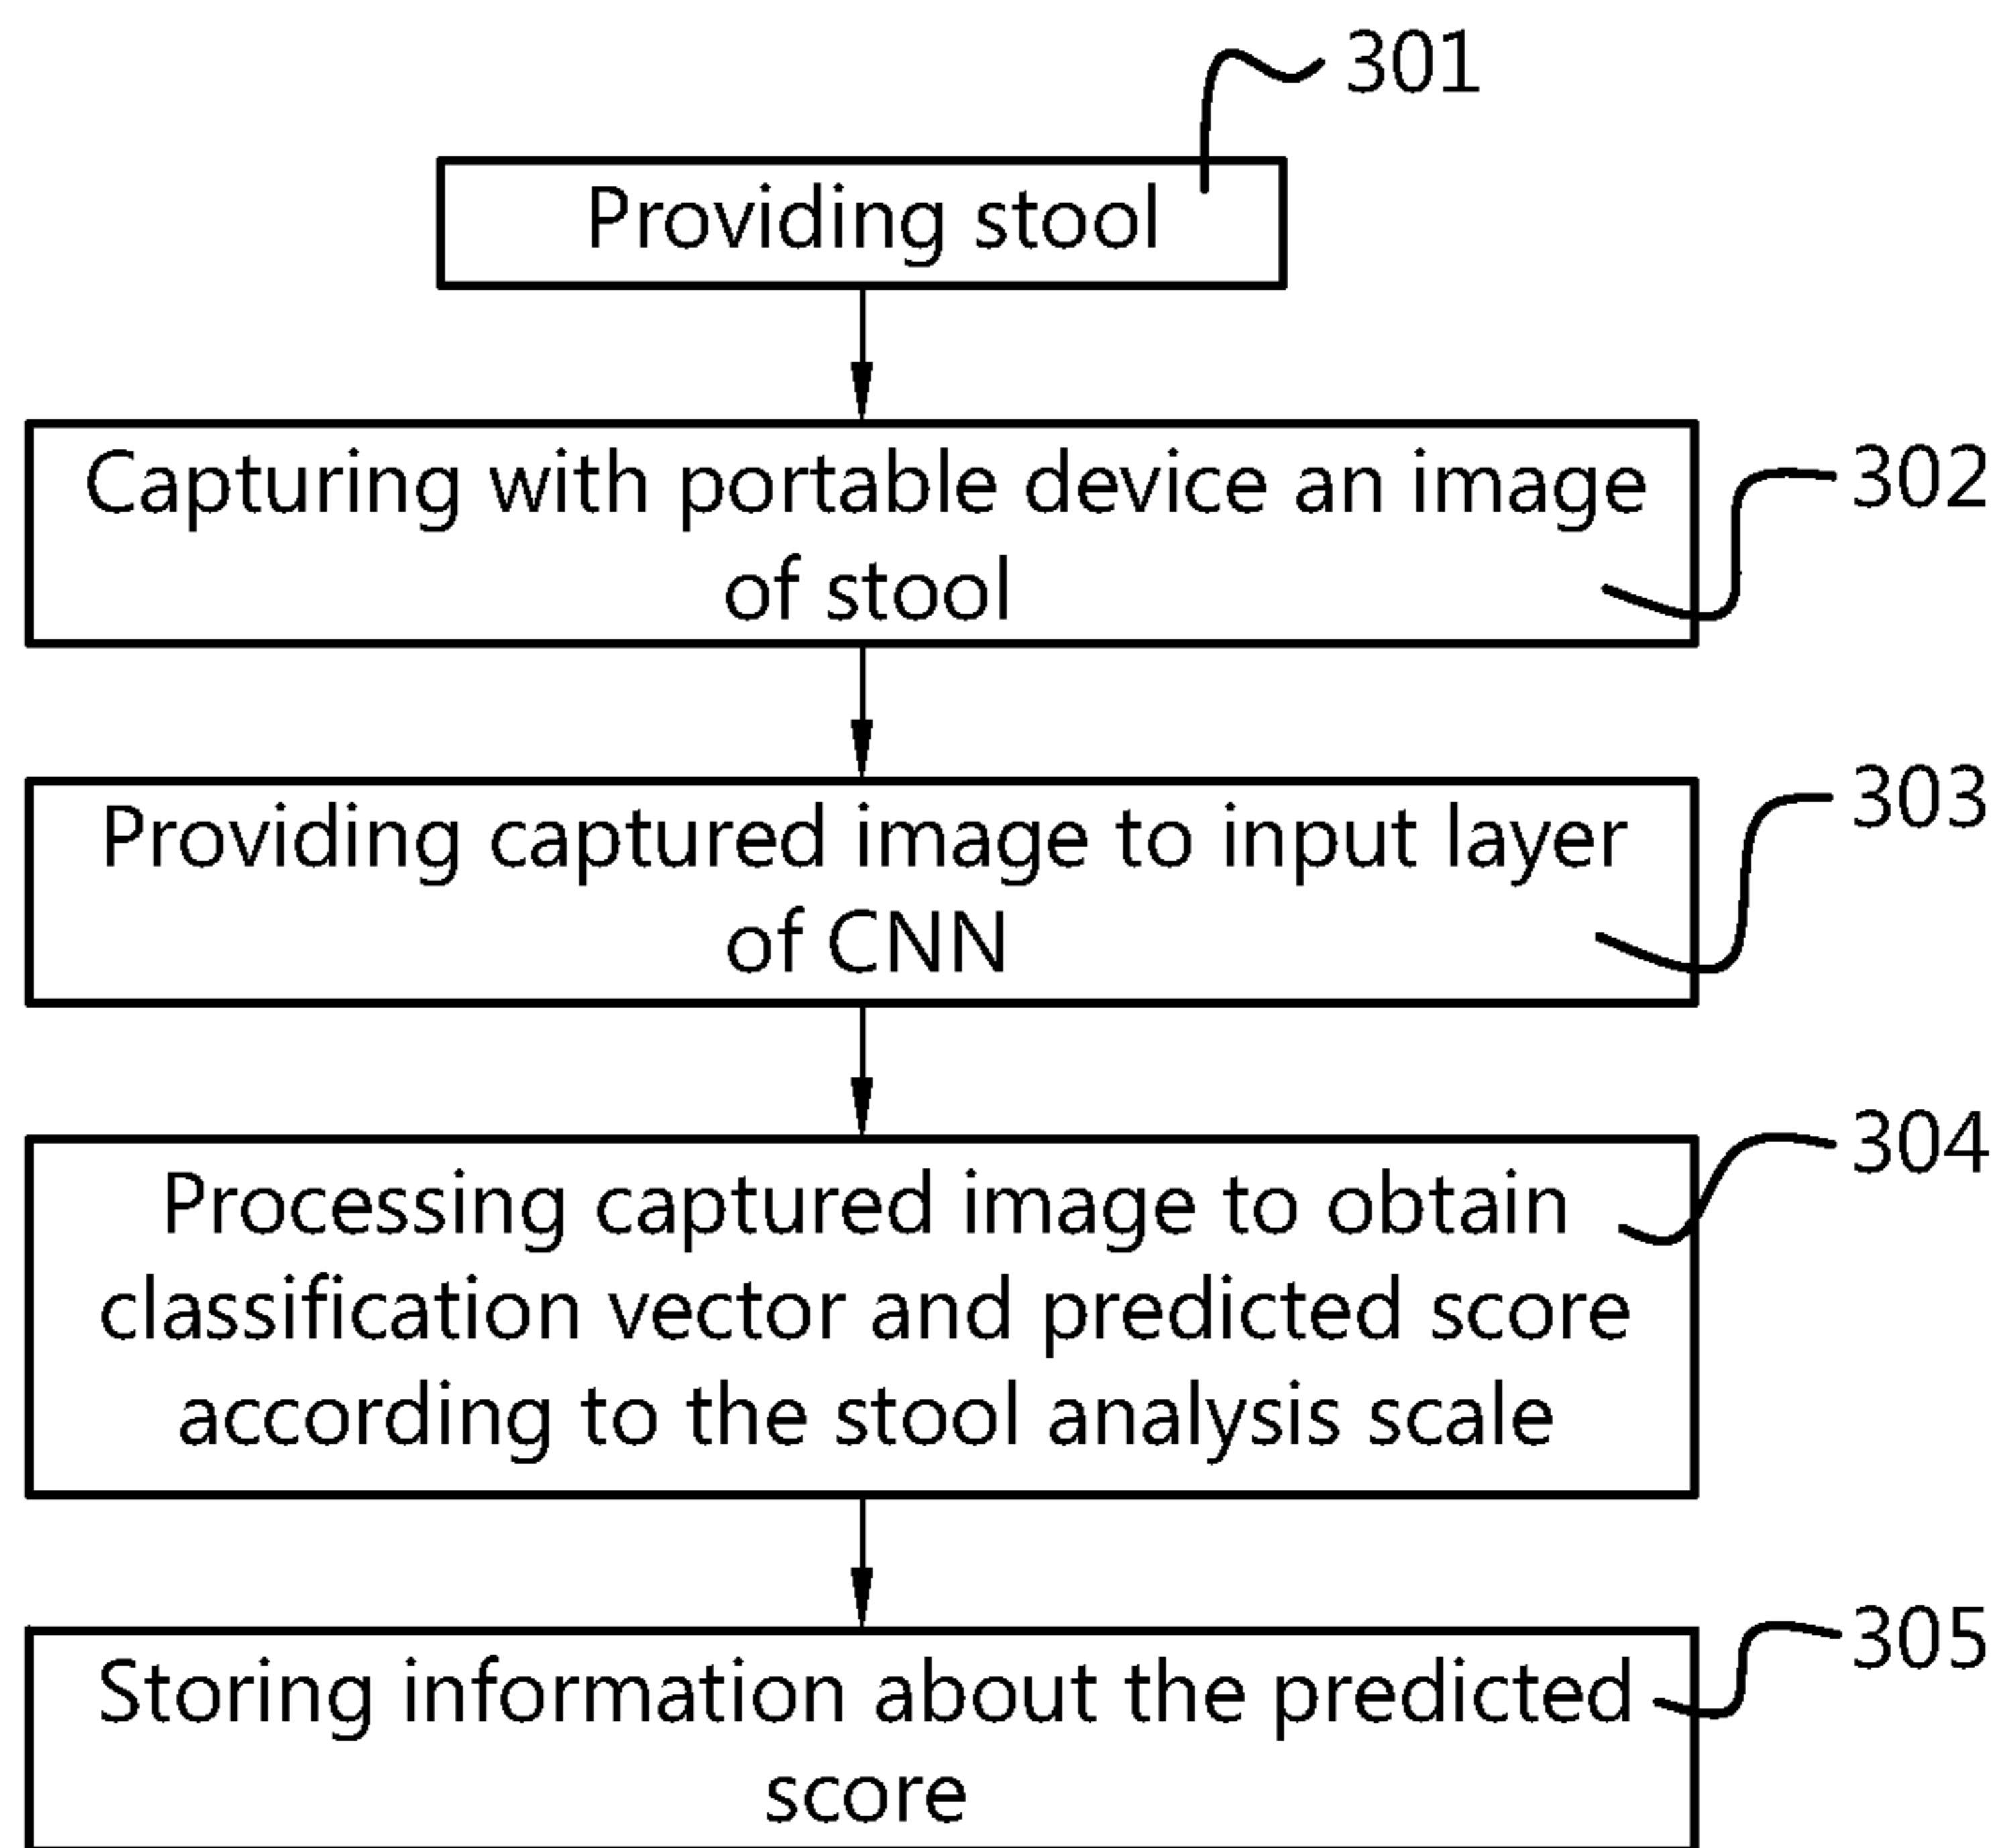 301
Providing stool
Capturing with portable device an image
of stool
302
Providing captured image to input layer
of CNN
303
Processing captured image to obtain
classification vector and predicted score
according to the stool analysis scale
304
Storing information about the predicted
score
305